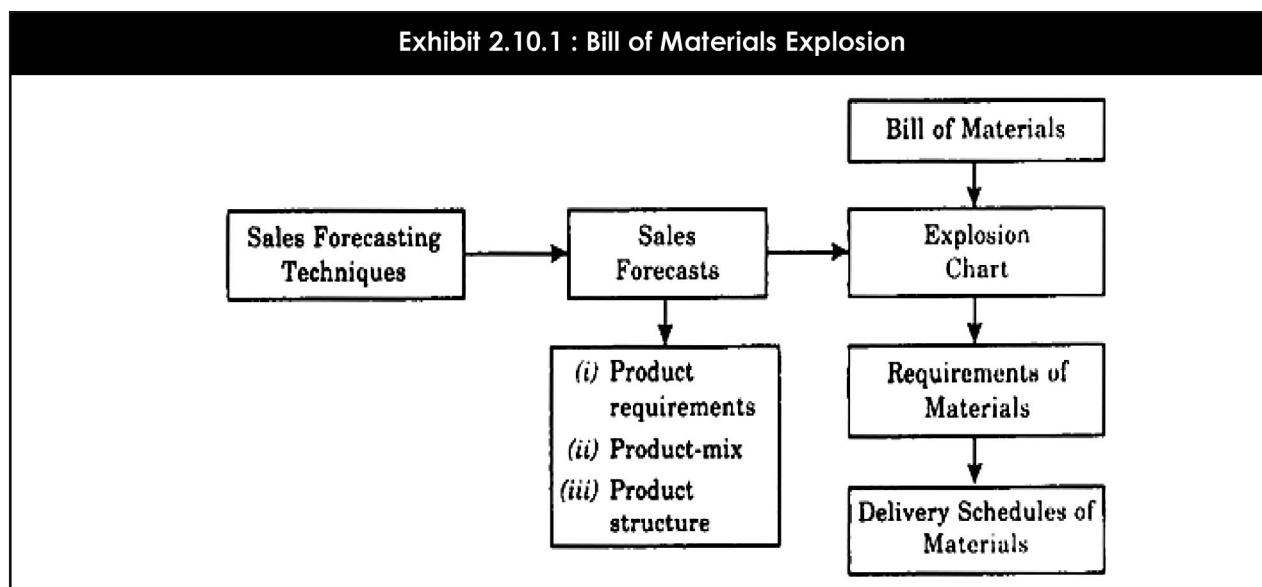 Exhibit 2.10.1 : Bill of Materials Explosion
Bill of Materials
Sales Forecasting
Techniques
Sales
Forecasts
Explosion
Chart
(i) Product
requirements
(ii) Product-mix
(iii) Product
structure
Requirements of
Materials
Delivery Schedules of
Materials